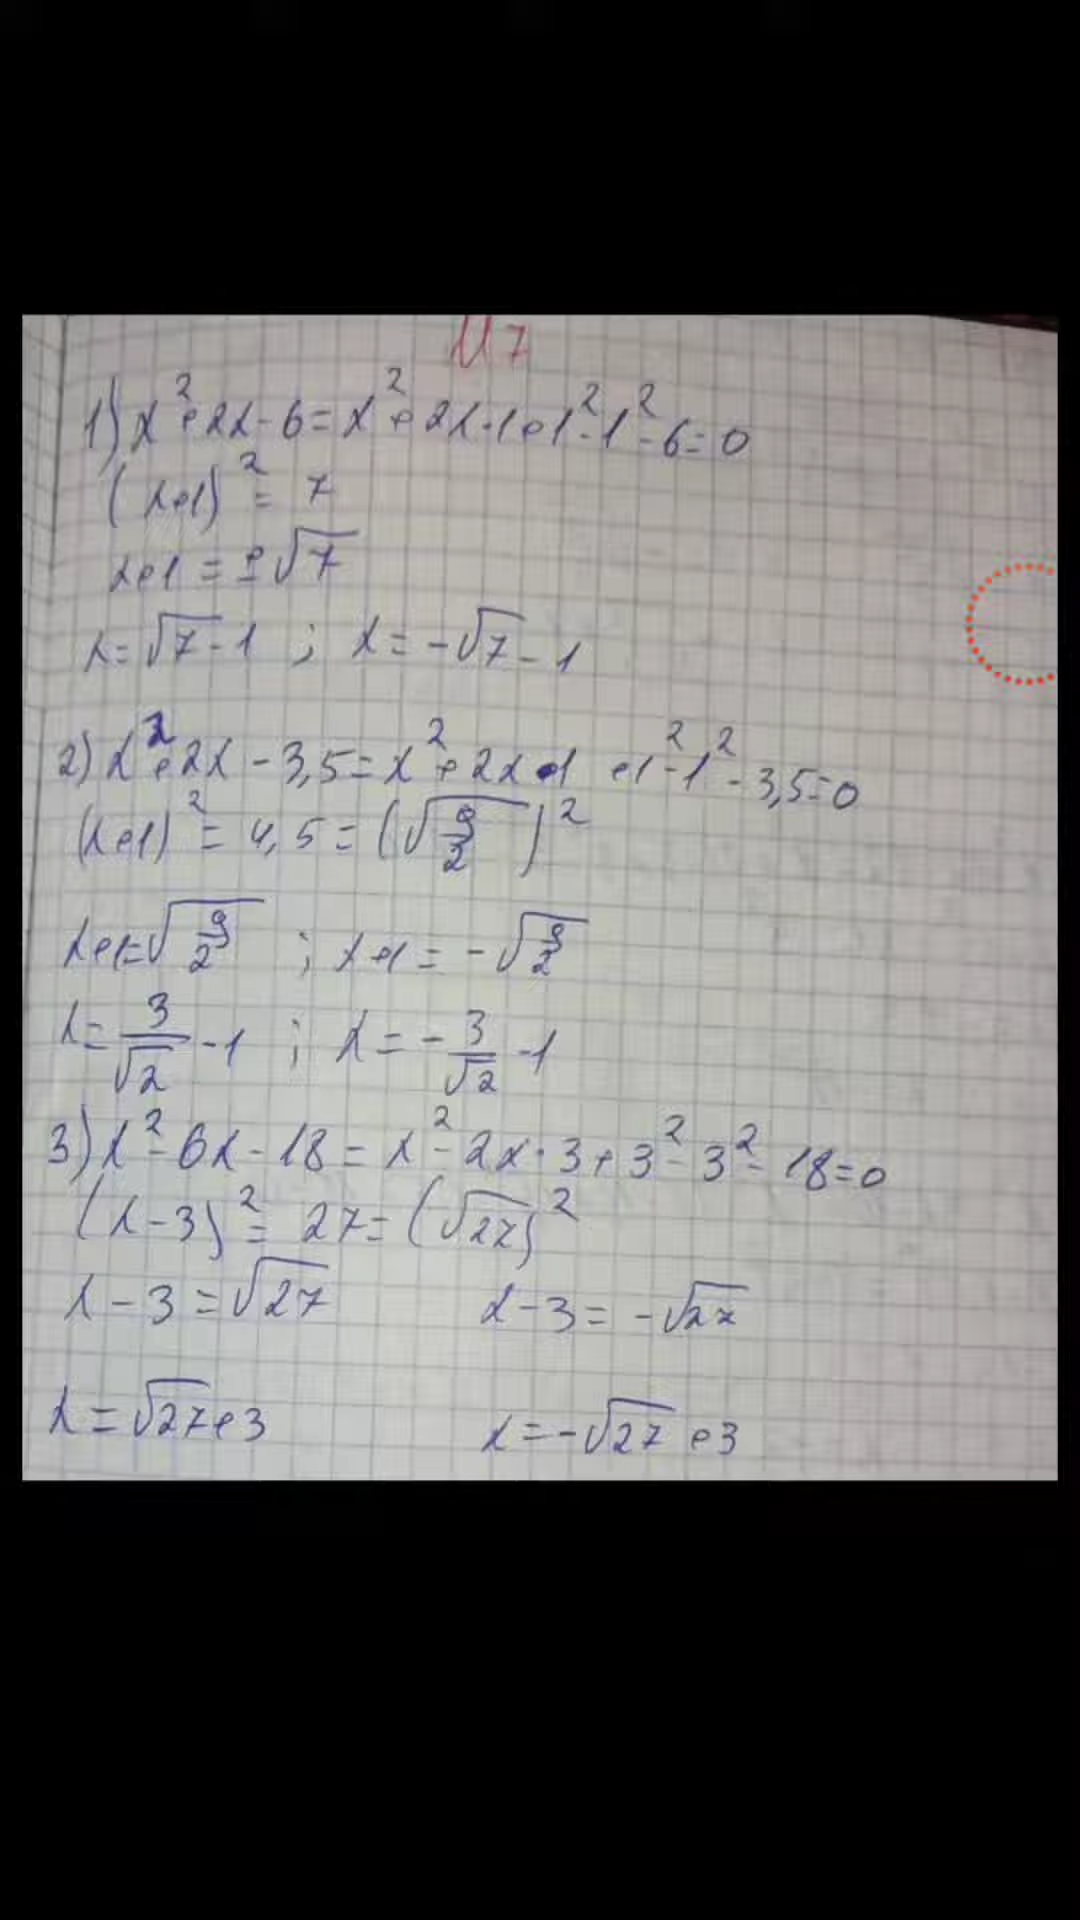 И7
1) x² + 2x - 6 = x² + 2x · 1 + 1² - 1² - 6 = 0
(x+1)² = 7
x+1 = ±√7
x = √7 - 1 ; x = -√7 - 1
2) x² + 2x - 3,5 = x² + 2x · 1 + 1² - 1² - 3,5 = 0
(x+1)² = 4,5 = (√(9/2))²
x+1 = √(9/2) ; x+1 = -√(9/2)
x = 3/√2 - 1 ; x = -3/√2 - 1
3) x² - 6x - 18 = x² - 2x · 3 + 3² - 3² - 18 = 0
(x-3)² = 27 = (√27)²
x - 3 = √27 x - 3 = -√27
x = √27 + 3 x = -√27 + 3